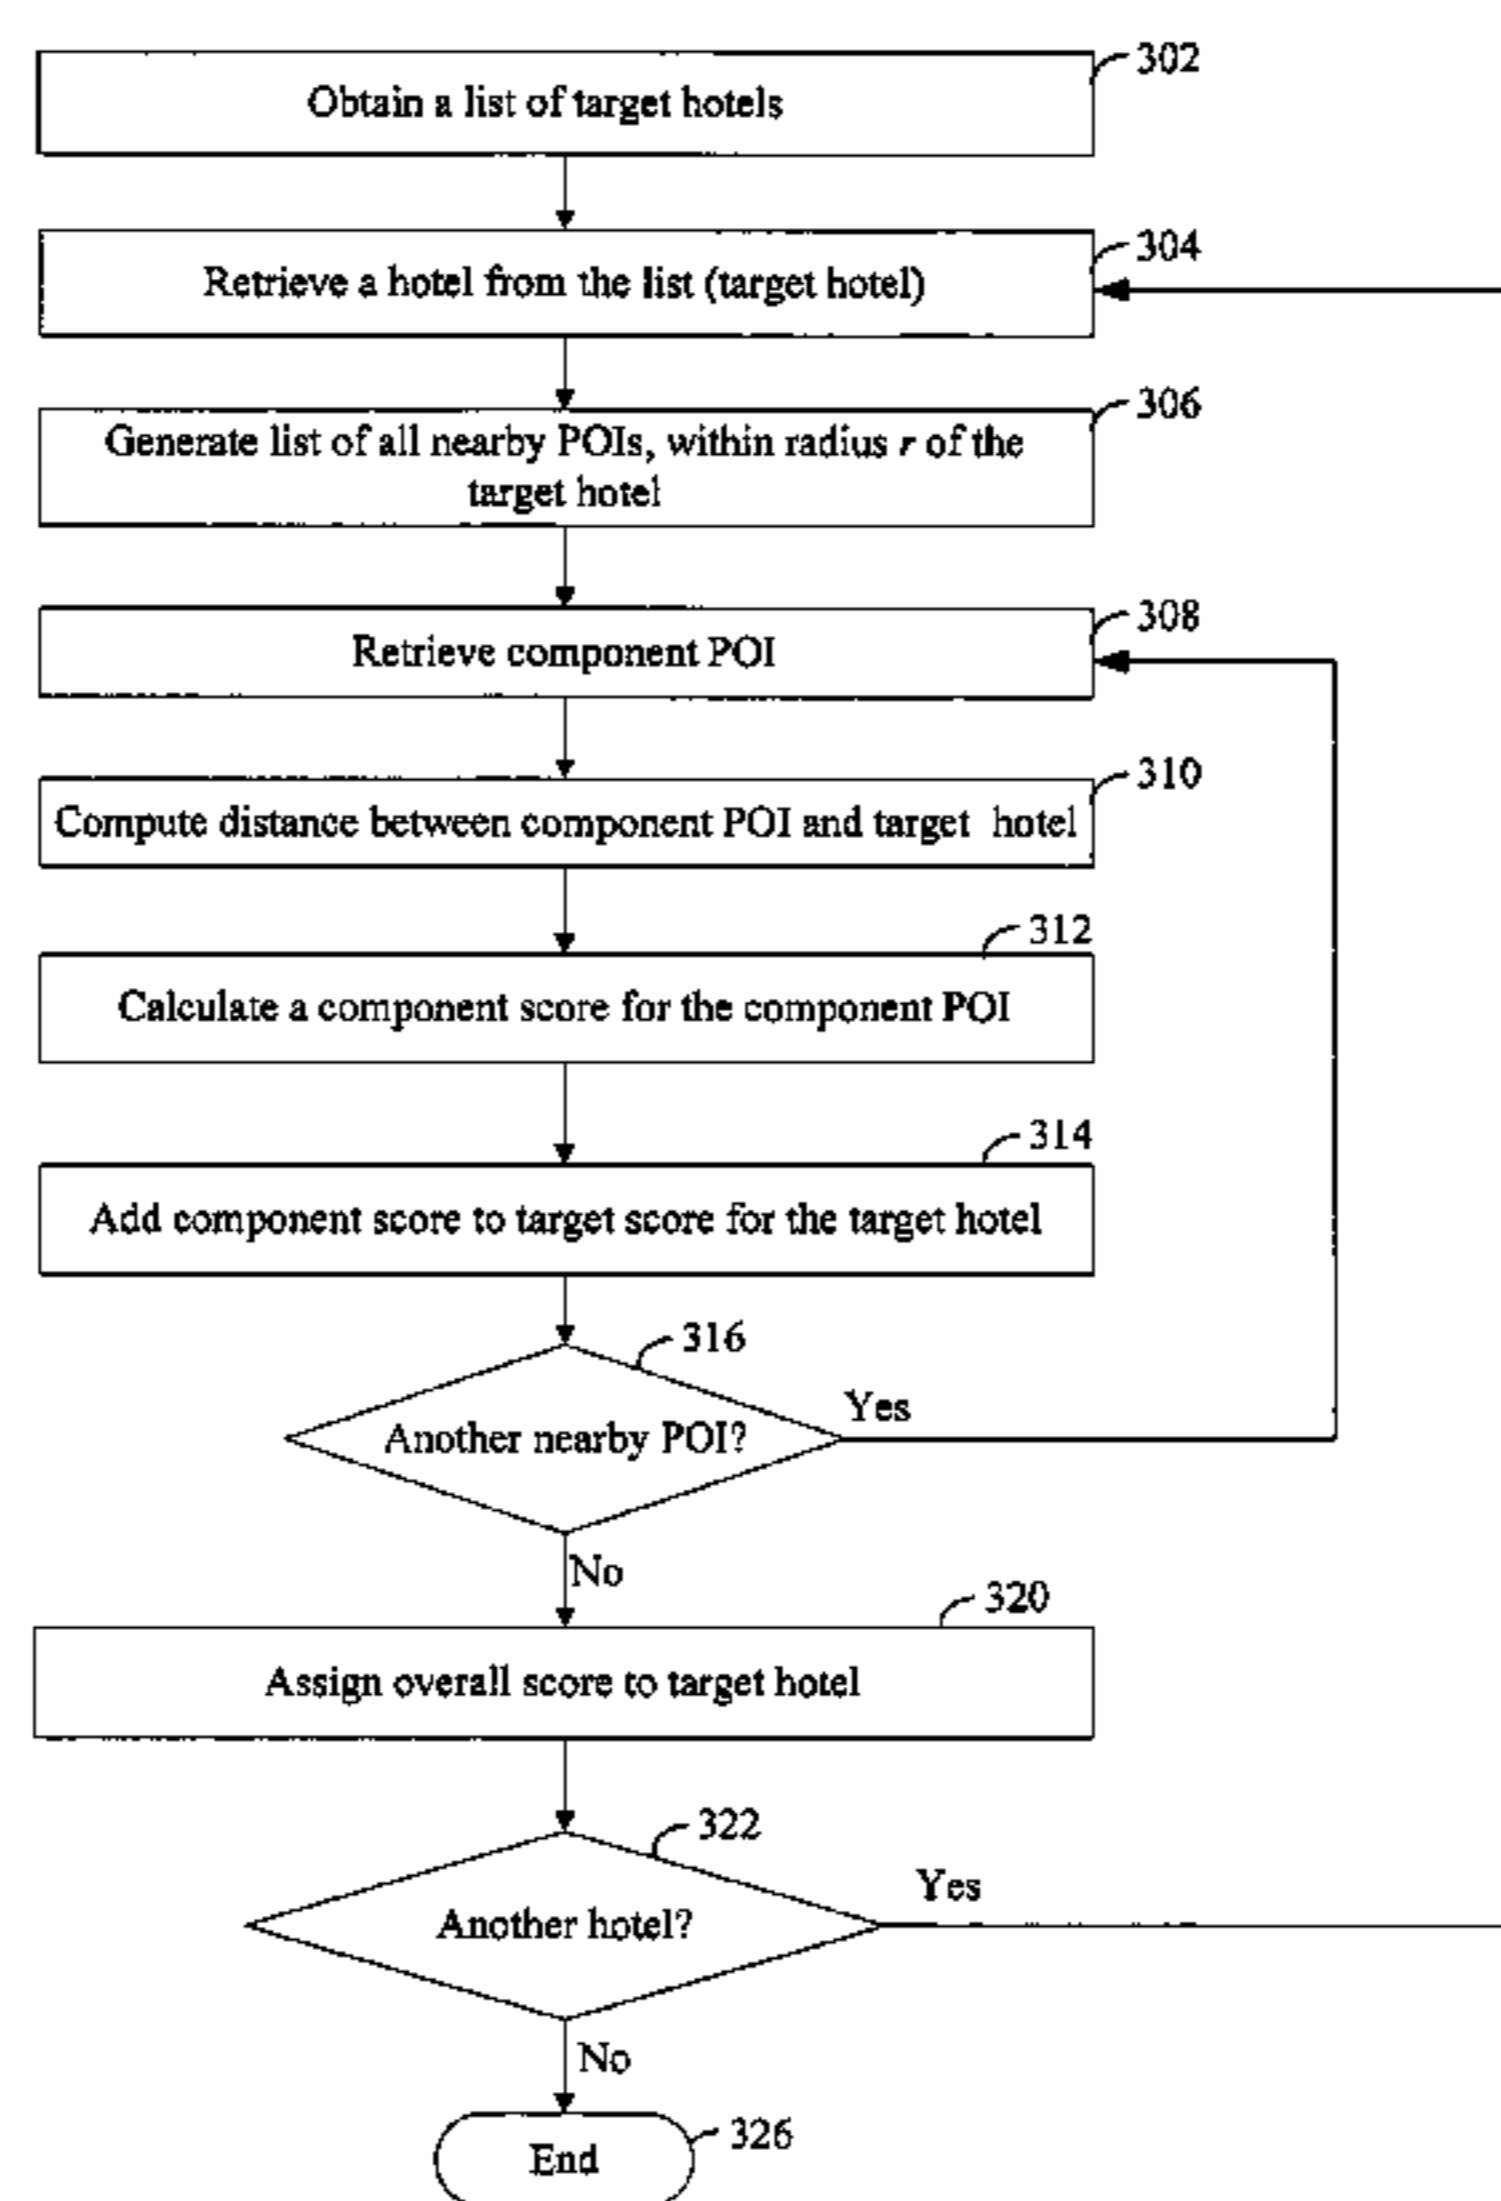 302
Obtain a list of target hotels
304
Retrieve a hotel from the list (target hotel)
306
Generate list of all nearby POIs, within radius r of the
target hotel
308
Retrieve component POI
310
Compute distance between component POI and target hotel
312
Calculate a component score for the component POI
314
Add component score to target score for the target hotel
316
Another nearby POI?
Yes
No
320
Assign overall score to target hotel
322
Another hotel?
Yes
No
End
326